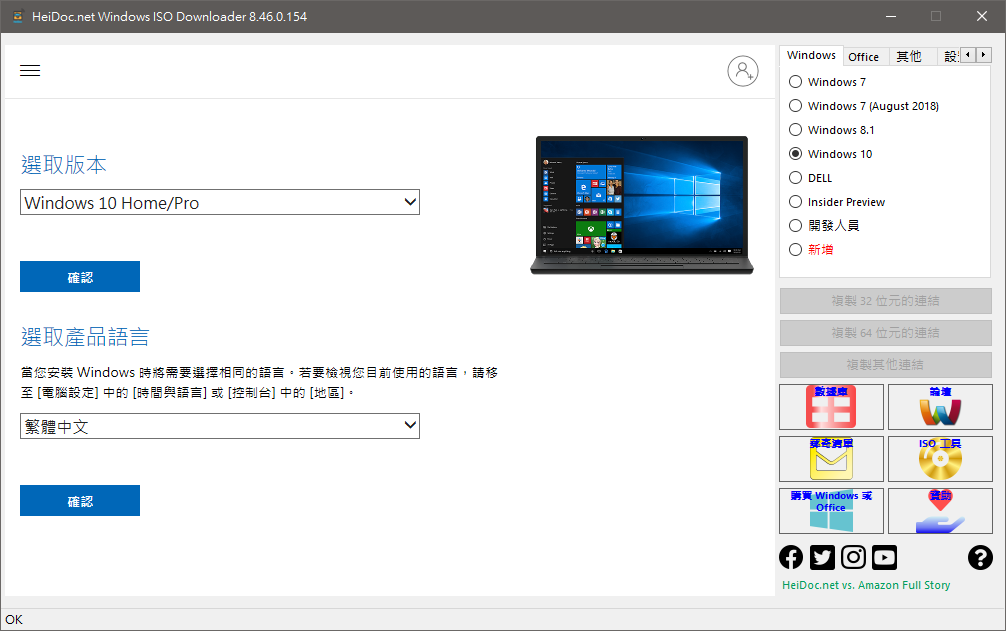 HeiDoc.net Windows ISO Downloader 8.46.0.154
選取版本
Windows 10 Home/Pro
確認
選取產品語言
當您安裝 Windows 時將需要選擇相同的語言。若要檢視您目前使用的語言，請移
至 [電腦設定] 中的 [時間與語言] 或 [控制台] 中的 [地區]。
繁體中文
確認
Windows
Office
其他
Windows 7
Windows 7 (August 2018)
Windows 8.1
Windows 10
DELL
Insider Preview
開發人員
新增
複製 32 位元的連結
複製 64 位元的連結
複製其他連結
數據庫
論壇
郵寄清單
ISO 工具
購買 Windows 或
Office
資助
HeiDoc.net vs. Amazon Full Story
OK